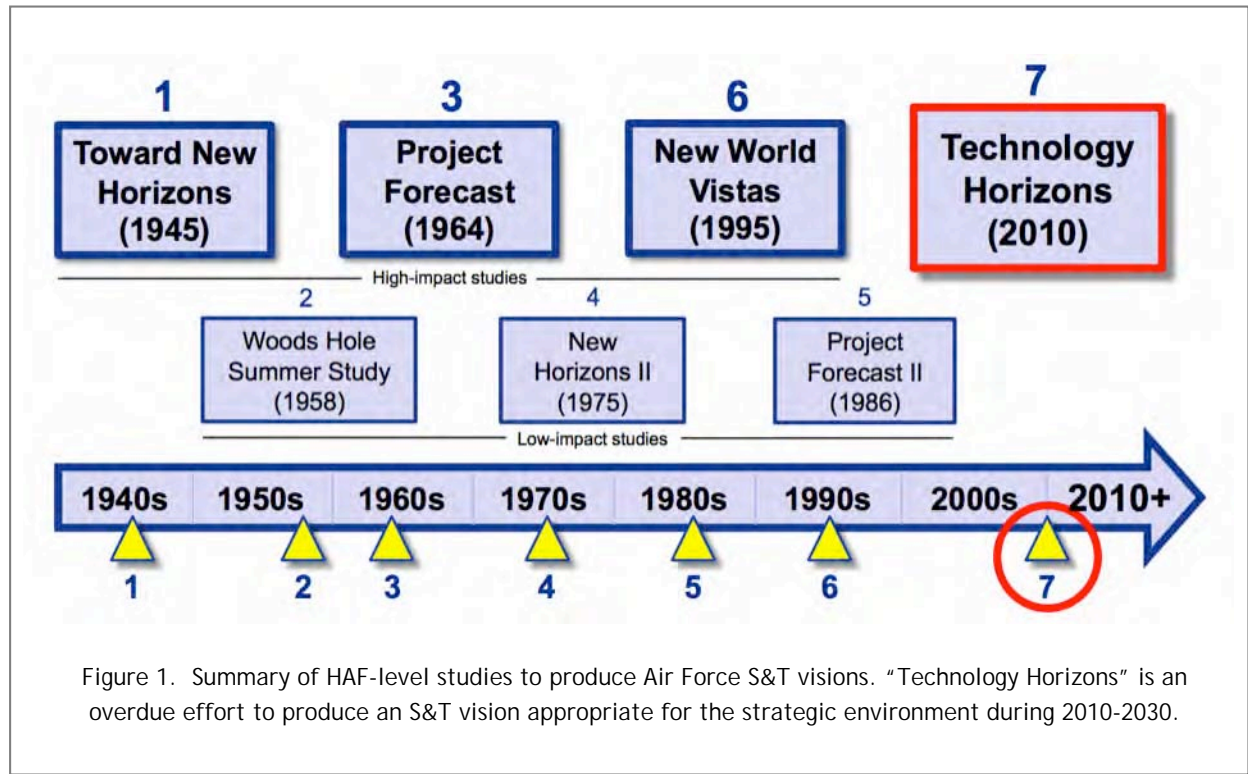 1
3
6
7
Toward New
Horizons
(1945)
Project
Forecast
(1964)
New World
Vistas
(1995)
Technology
Horizons
(2010)
High-impact studies
2
4
5
Woods Hole
Summer Study
(1958)
New
Horizons II
(1975)
Project
Forecast II
(1986)
Low-impact studies
1940s
1950s
1960s
1970s
1980s
1990s
2000s
2010+
1
2
3
4
5
6
7
Figure 1. Summary of HAF-level studies to produce Air Force S&T visions. "Technology Horizons" is an
overdue effort to produce an S&T vision appropriate for the strategic environment during 2010-2030.